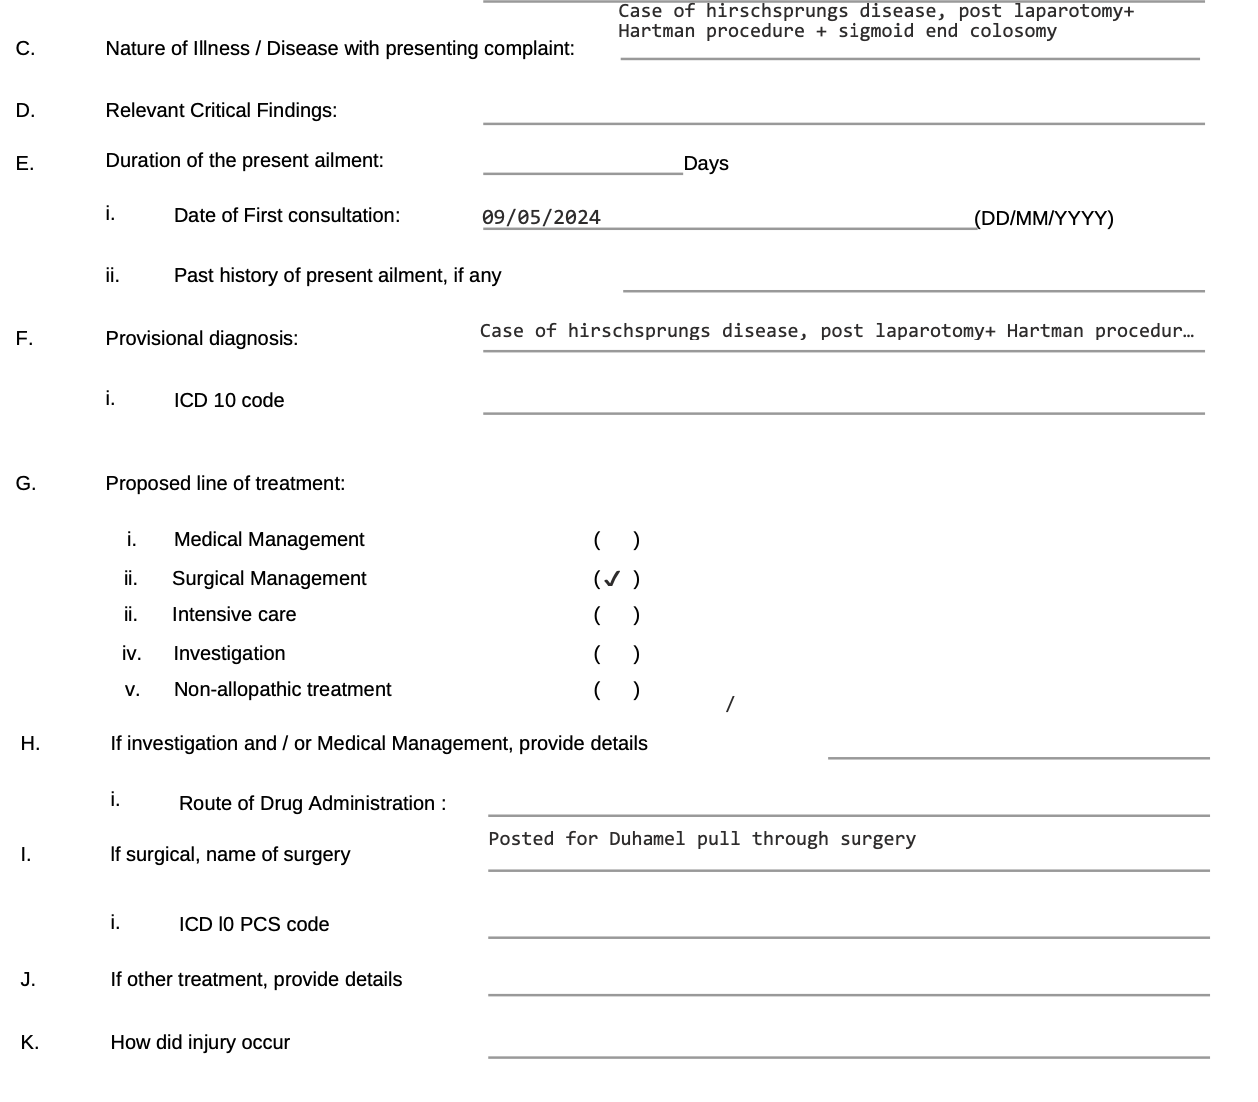 Case of hirschsprungs disease, post laparotomy+
Hartman procedure + sigmoid end colosomy
C. Nature of Illness / Disease with presenting complaint:
D. Relevant Critical Findings:
E. Duration of the present ailment: Days
i. Date of First consultation: 09/05/2024 (DD/MM/YYYY)
ii. Past history of present ailment, if any
F. Provisional diagnosis: Case of hirschsprungs disease, post laparotomy+ Hartman procedur…
i. ICD 10 code
G. Proposed line of treatment:
i. Medical Management ( )
ii. Surgical Management (✓ )
ii. Intensive care ( )
iv. Investigation ( )
v. Non-allopathic treatment ( )
/
H. If investigation and / or Medical Management, provide details
i. Route of Drug Administration :
Posted for Duhamel pull through surgery
I. lf surgical, name of surgery
i. ICD l0 PCS code
J. If other treatment, provide details
K. How did injury occur